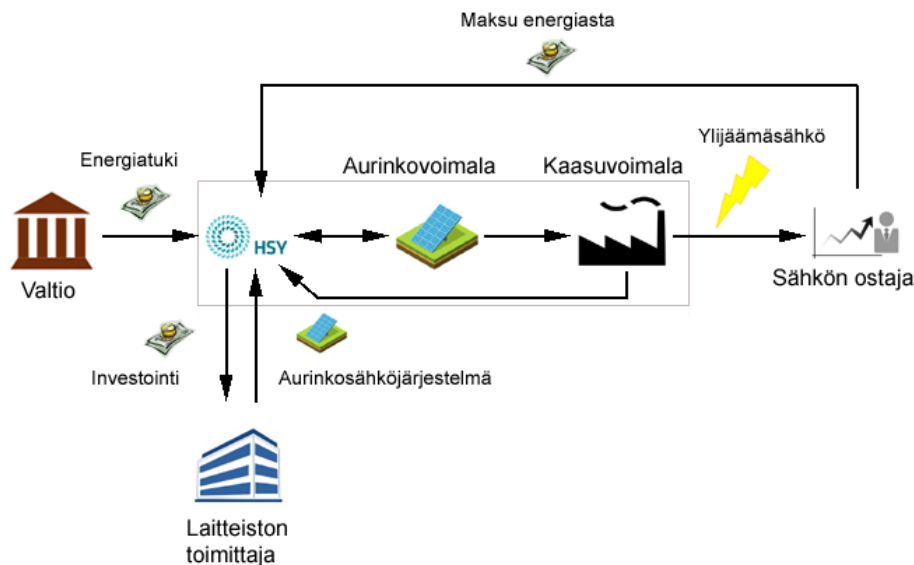 Maksu energiasta
Ylijäämäsähkö
Energiatuki
Aurinkovoimala
Kaasuvoimala
HSY
Valtio
Sähkön ostaja
Investointi
Aurinkosähköjärjestelmä
Laitteiston
toimittaja